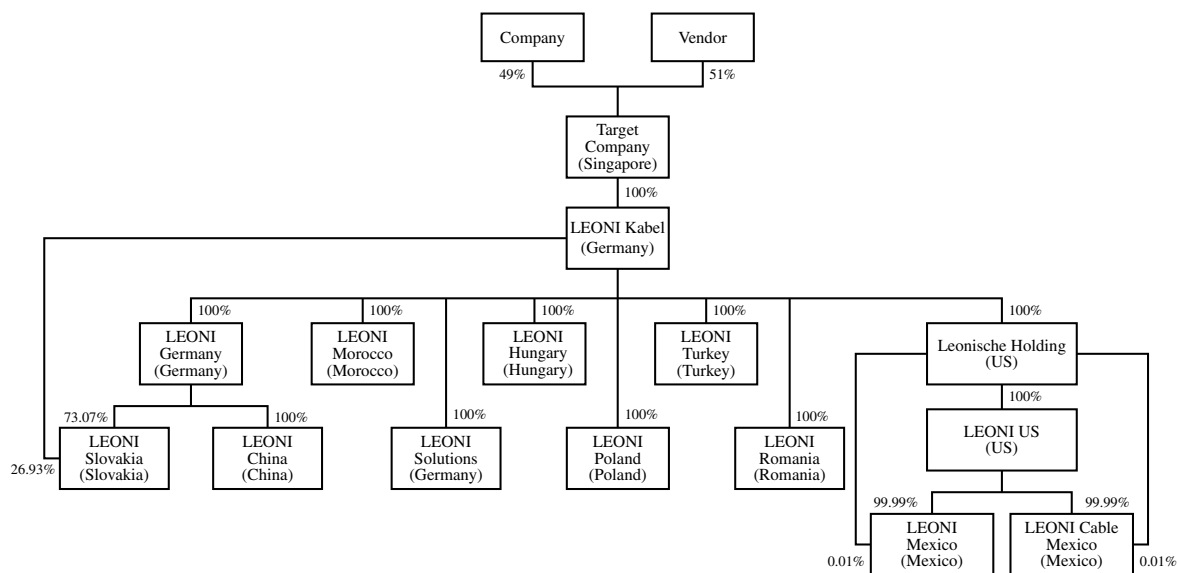 Company
Vendor
49%
51%
Target
Company
(Singapore)
100%
LEONI Kabel
(Germany)
100%
100%
100%
100%
100%
LEONI
Germany
(Germany)
LEONI
Morocco
(Morocco)
LEONI
Hungary
(Hungary)
LEONI
Turkey
(Turkey)
Leonische Holding
(US)
73.07%
100%
100%
100%
100%
100%
26.93%
LEONI
Slovakia
(Slovakia)
LEONI
China
(China)
LEONI
Solutions
(Germany)
LEONI
Poland
(Poland)
LEONI
Romania
(Romania)
LEONI US
(US)
99.99%
99.99%
0.01%
LEONI
Mexico
(Mexico)
LEONI Cable
Mexico
(Mexico)
0.01%